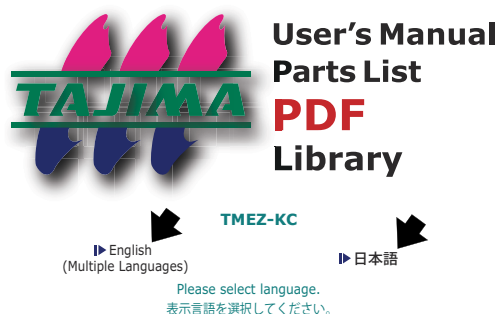 TAJIMA
User's Manual
Parts List
PDF
Library
TMEZ-KC
English
(Multiple Languages)
日本語
Please select language.
表示言語を選択してください。